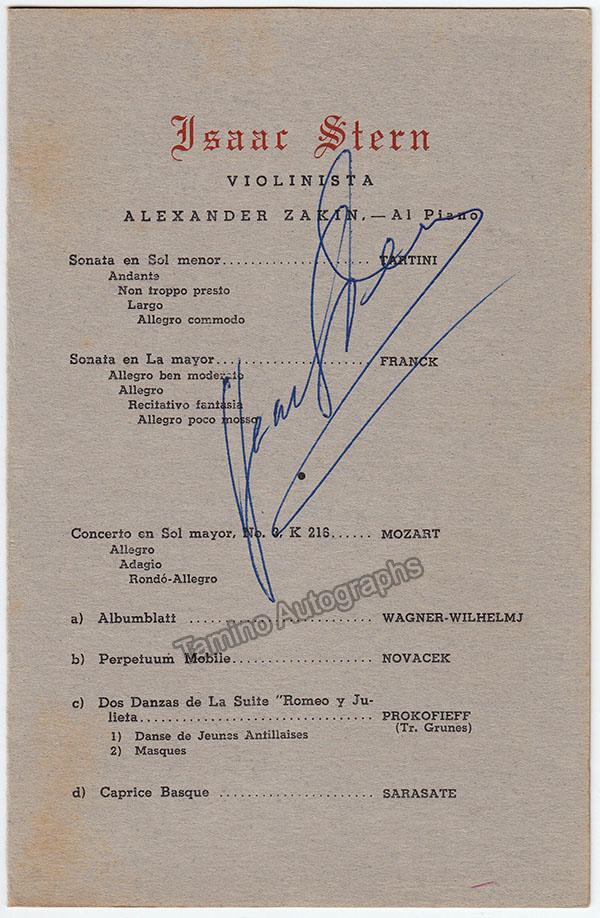 Isaac Stern
VIOLINISTA
ALEXANDER ZAKIN,—Al Piano
Sonata en Sol menor..................... TARTINI
Andante
Non troppo presto
Largo
Allegro commodo
Sonata en La mayor...................... FRANCK
Allegro ben moderato
Allegro
Recitativo fantasia
Allegro poco mosso
Isaac Stern
Concerto en Sol mayor, No. 3, K 216...... MOZART
Allegro
Adagio
Rondó-Allegro
Tamino Autographs
a) Albumblatt .......................... WAGNER-WILHELMJ
b) Perpetuum Mobile..................... NOVACEK
c) Dos Danzas de La Suite "Romeo y Ju-
lieta................................... PROKOFIEFF
(Tr. Grunes)
1) Danse de Jeunes Antillaises
2) Masques
d) Caprice Basque ...................... SARASATE